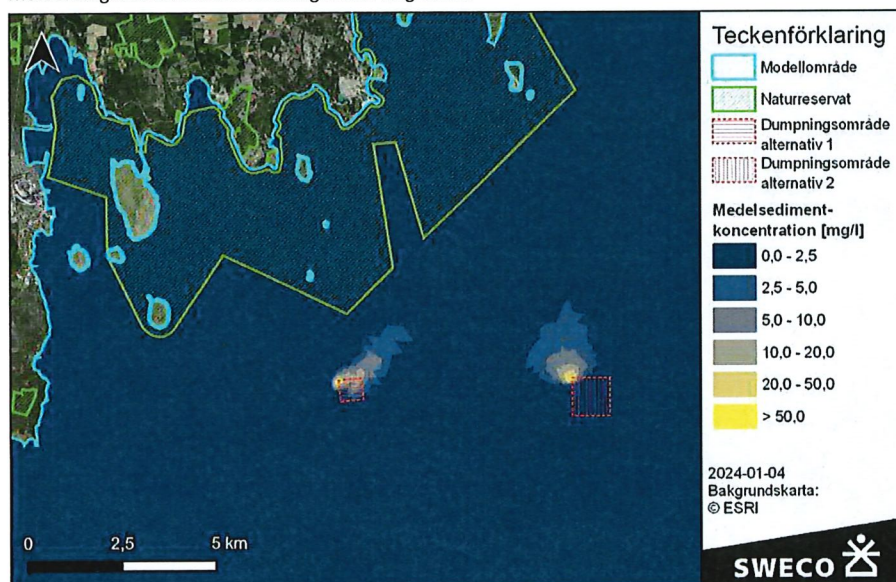 Teckenförklaring
Modellområde
Naturreservat
Dumpningsområde
alternativ 1
Dumpningsområde
alternativ 2
Medelsediment-
koncentration [mg/l]
0,0 - 2,5
2,5 - 5,0
5,0 - 10,0
10,0 - 20,0
20,0 - 50,0
> 50,0
2024-01-04
Bakgrundskarta:
© ESRI
0 2,5 5 km
SWECO